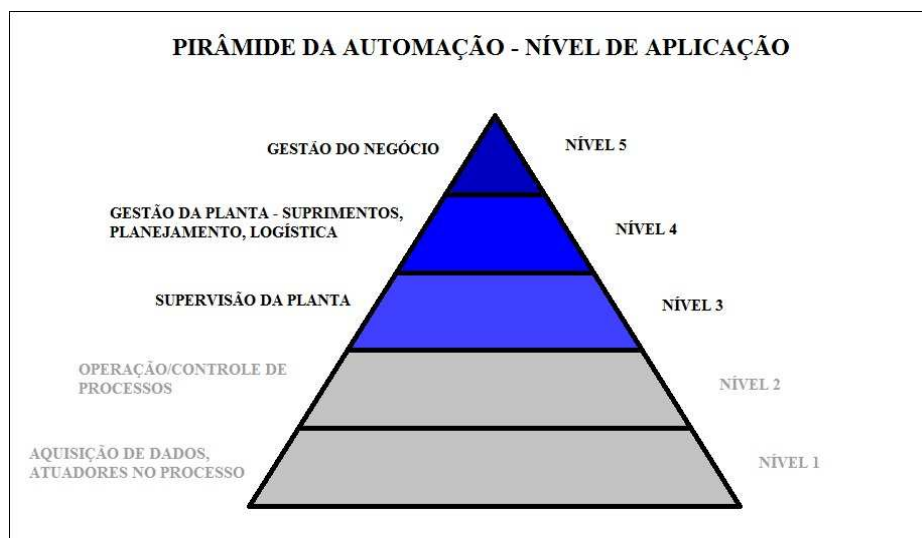 PIRÂMIDE DA AUTOMAÇÃO - NÍVEL DE APLICAÇÃO
GESTÃO DO NEGÓCIO
NÍVEL 5
GESTÃO DA PLANTA - SUPRIMENTOS,
PLANEJAMENTO, LOGÍSTICA
NÍVEL 4
SUPERVISÃO DA PLANTA
NÍVEL 3
OPERAÇÃO/CONTROLE DE
PROCESSOS
NÍVEL 2
AQUISIÇÃO DE DADOS,
ATUADORES NO PROCESSO
NÍVEL 1